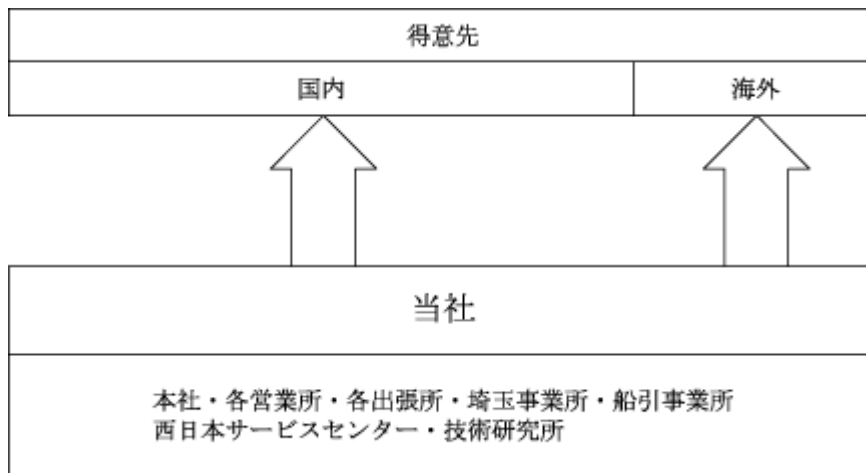 得意先
国内
海外
当社
本社・各営業所・各出張所・埼玉事業所・船引事業所
西日本サービスセンター・技術研究所